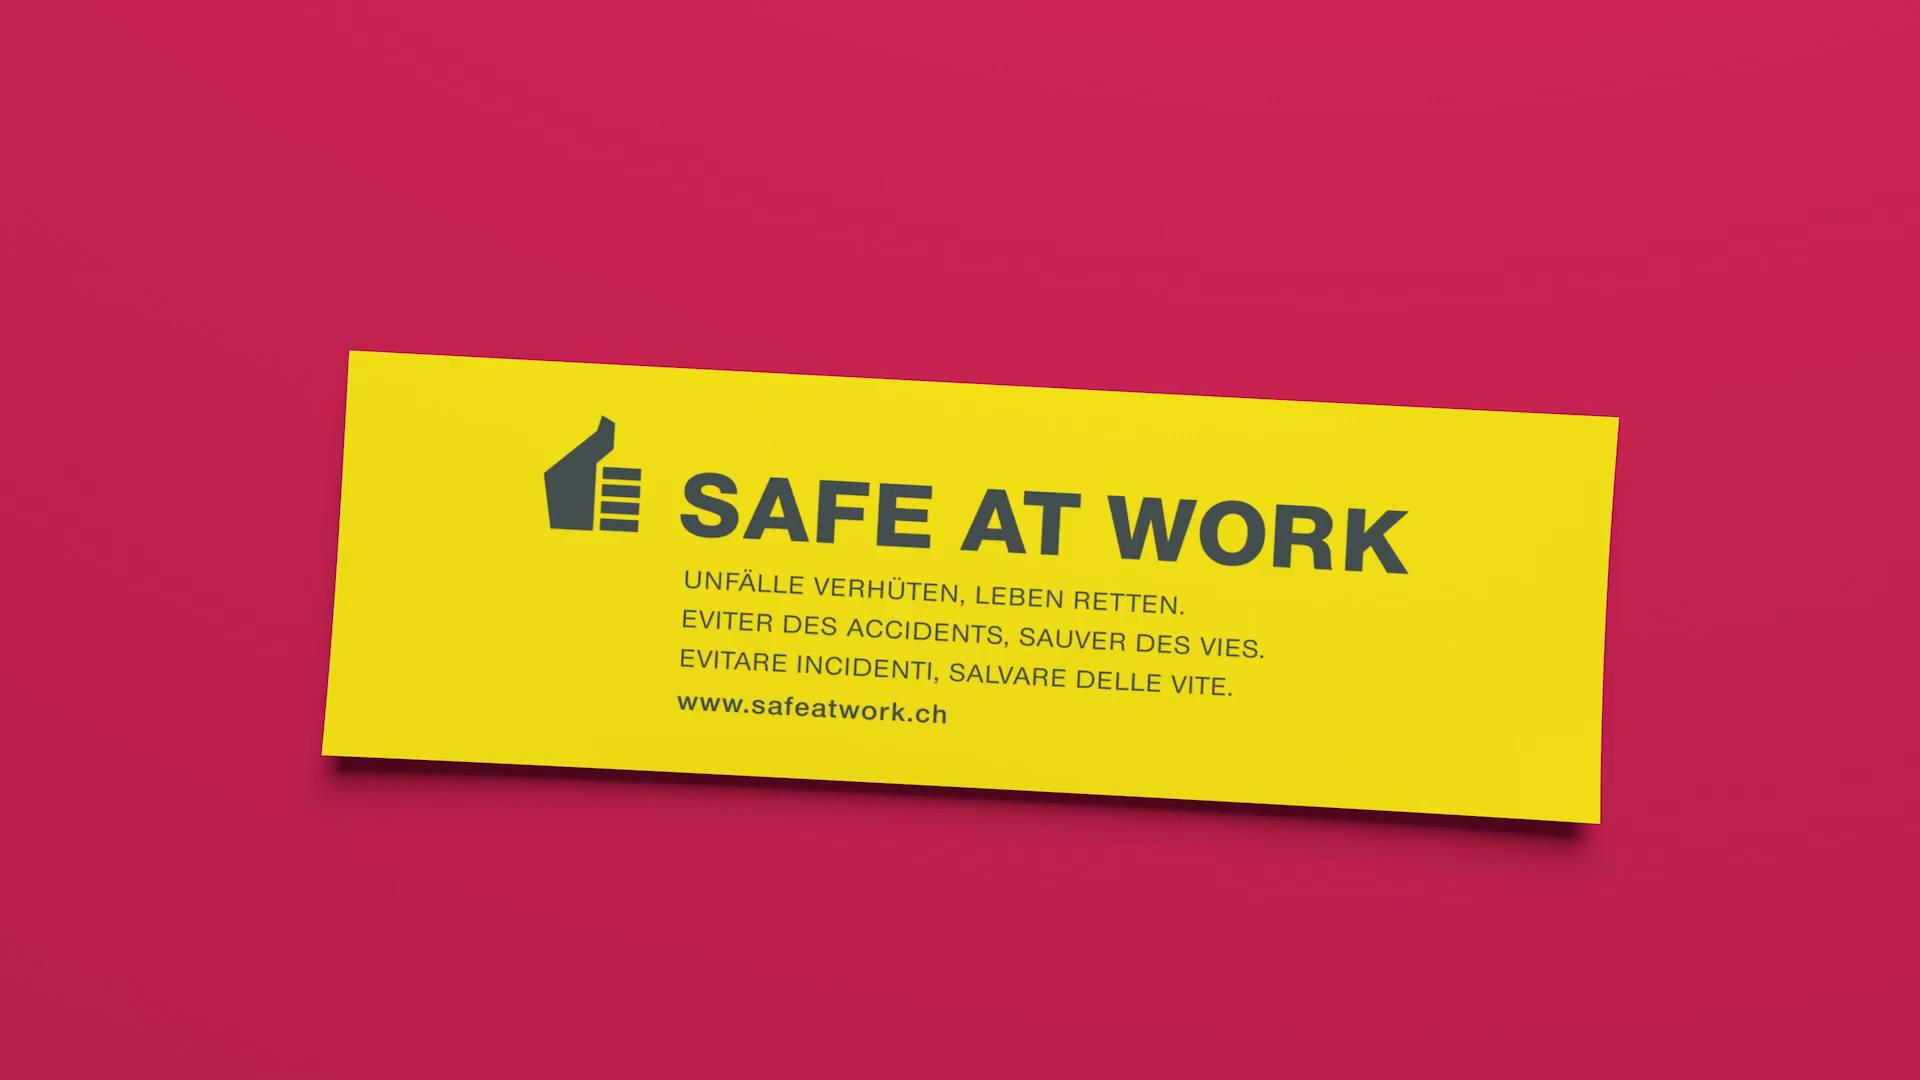 SAFE AT WORK
UNFÄLLE VERHÜTEN, LEBEN RETTEN.
EVITER DES ACCIDENTS, SAUVER DES VIES.
EVITARE INCIDENTI, SALVARE DELLE VITE.
www.safeatwork.ch